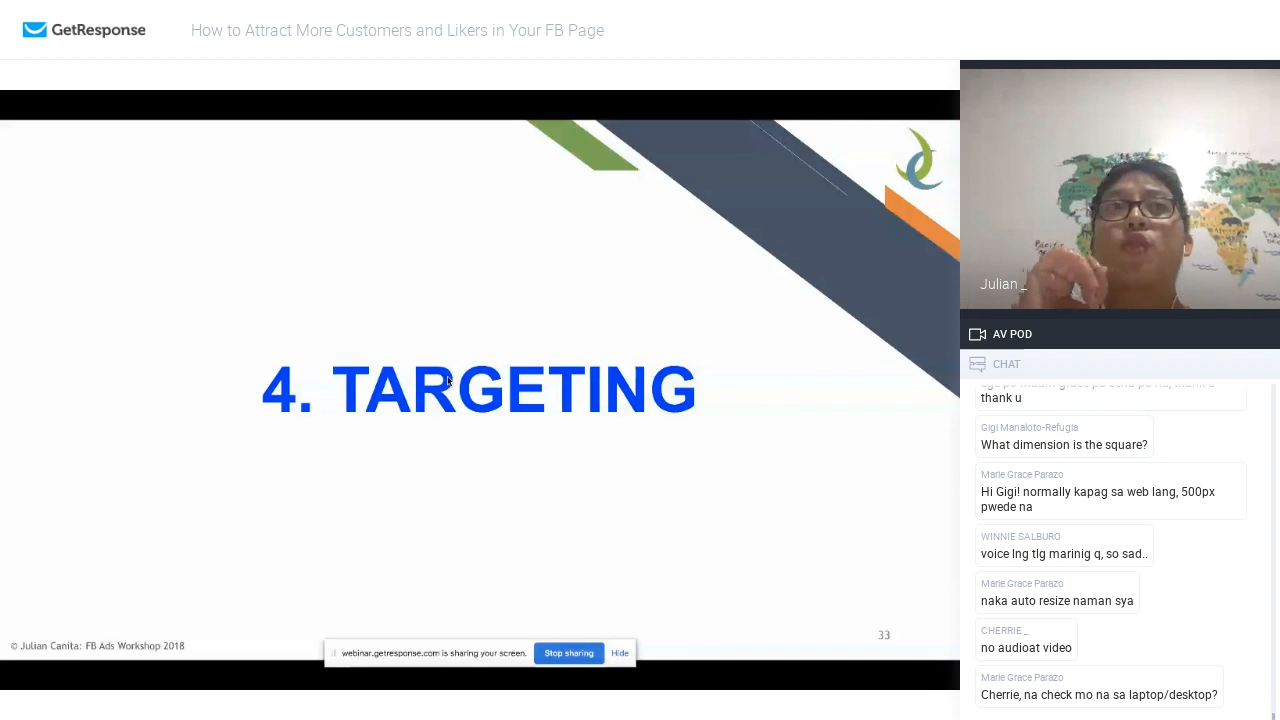 GetResponse
How to Attract More Customers and Likers in Your FB Page
4. TARGETING
33
© Julian Canita: FB Ads Workshop 2018
webinar.getresponse.com is sharing your screen.
Stop sharing
Hide
Julian _
AV POD
CHAT
thank u
Gigi Manaloto-Refugia
What dimension is the square?
Marie Grace Parazo
Hi Gigi! normally kapag sa web lang, 500px
pwede na
WINNIE SALBURO
voice lng tlg marinig q, so sad..
Marie Grace Parazo
naka auto resize naman sya
CHERRIE _
no audioat video
Marie Grace Parazo
Cherrie, na check mo na sa laptop/desktop?